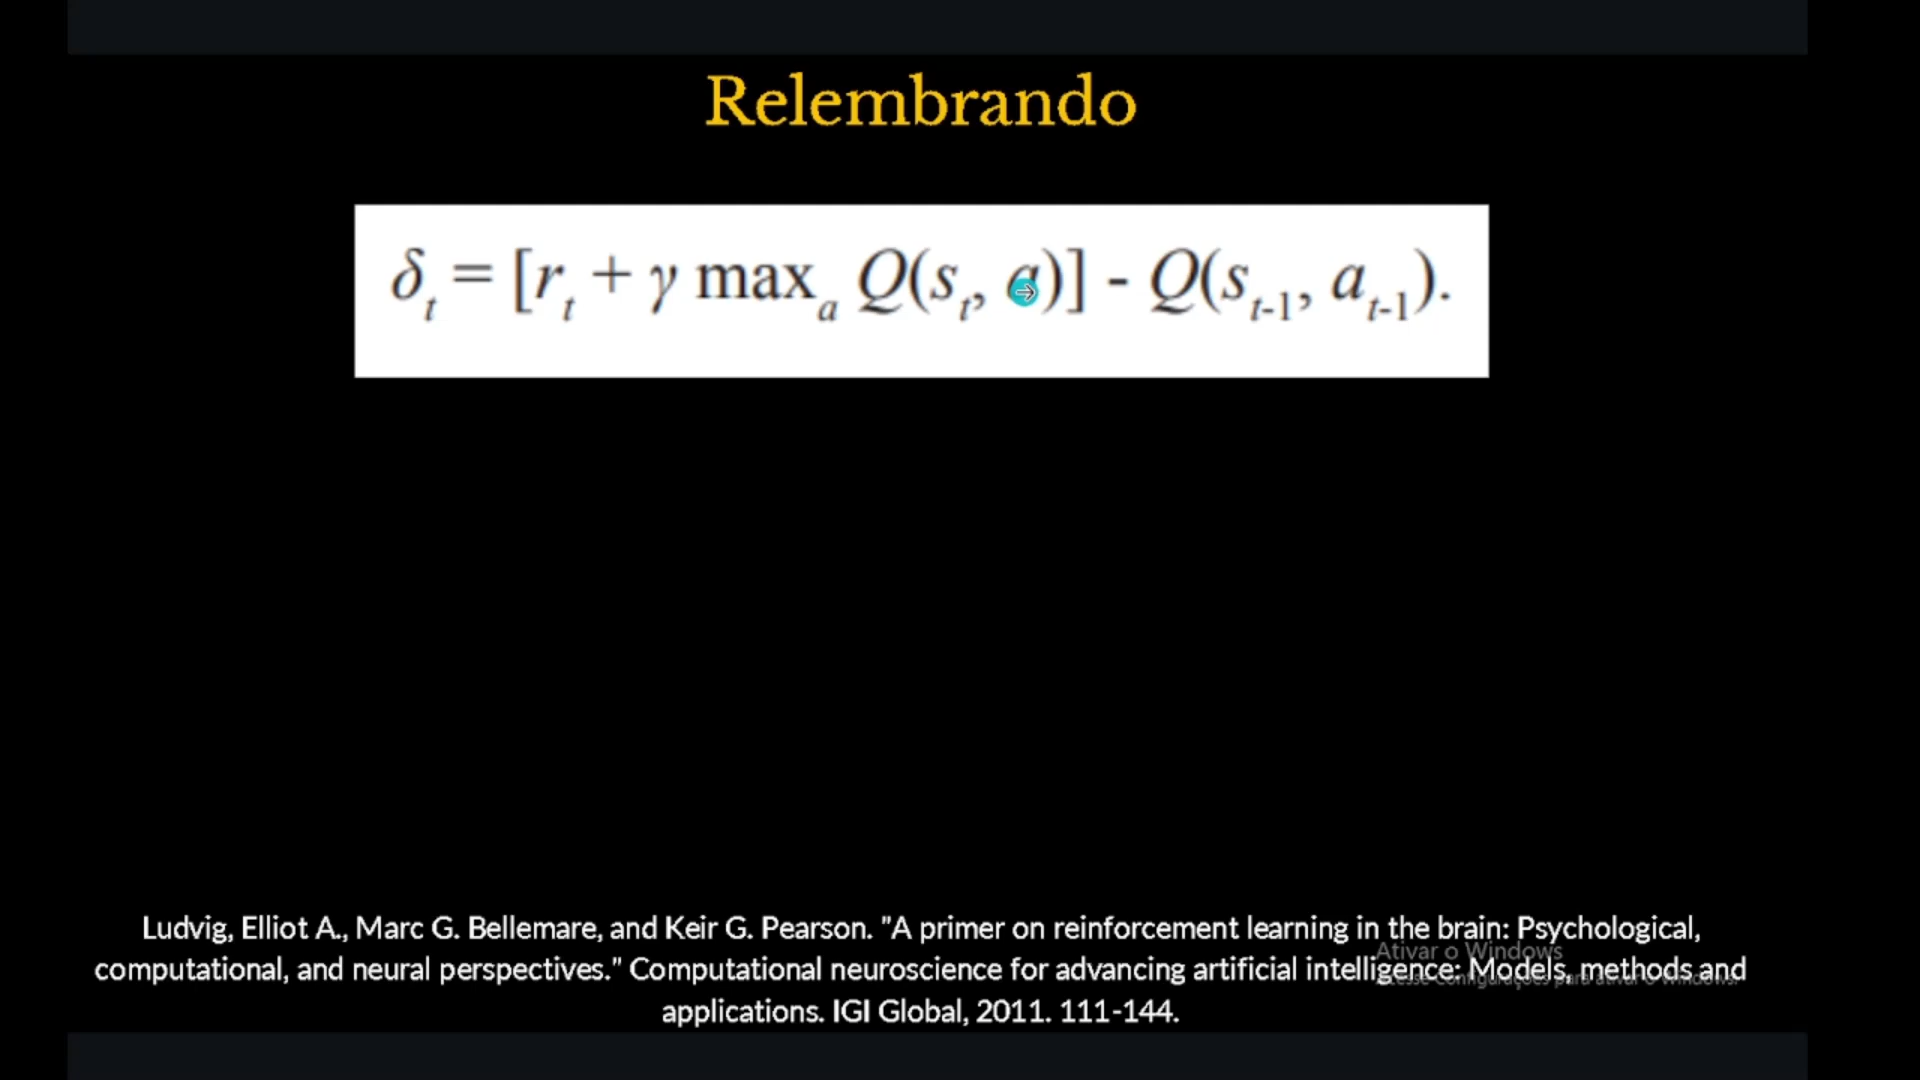 Relembrando
δt = [rt + γ maxa Q(st, a)] - Q(st-1, at-1).
Ludvig, Elliot A., Marc G. Bellemare, and Keir G. Pearson. "A primer on reinforcement learning in the brain: Psychological,
computational, and neural perspectives." Computational neuroscience for advancing artificial intelligence: Models, methods and
applications. IGI Global, 2011. 111-144.
Ativar o Windows